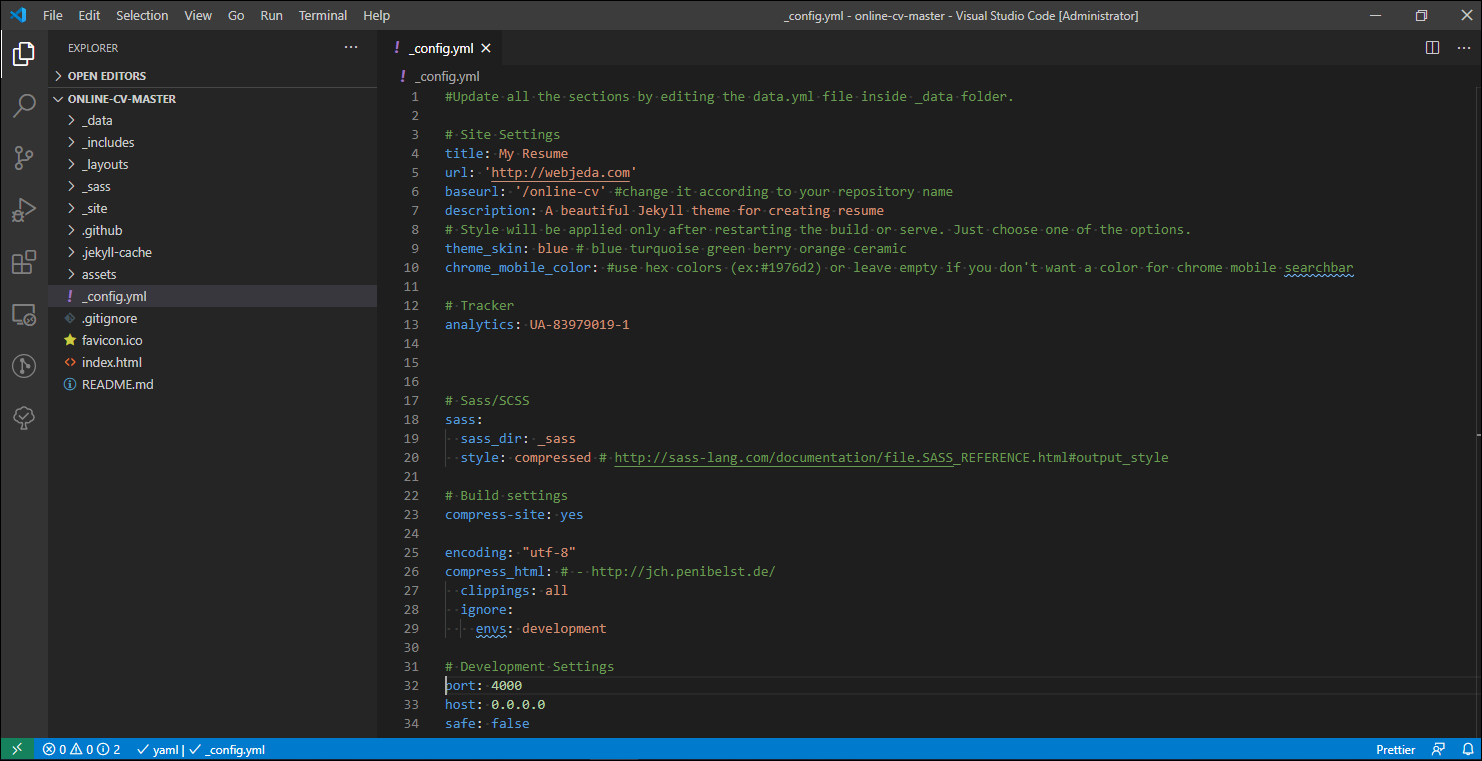 File Edit Selection View Go Run Terminal Help
_config.yml - online-cv-master - Visual Studio Code [Administrator]
EXPLORER
OPEN EDITORS
ONLINE-CV-MASTER
_data
_includes
_layouts
_sass
_site
.github
.jekyll-cache
assets
! _config.yml
.gitignore
favicon.ico
<> index.html
README.md
! _config.yml
! _config.yml
1 #Update all the sections by editing the data.yml file inside _data folder.
2
3 # Site Settings
4 title: My Resume
5 url: 'http://webjeda.com'
6 baseurl: '/online-cv' #change it according to your repository name
7 description: A beautiful Jekyll theme for creating resume
8 # Style will be applied only after restarting the build or serve. Just choose one of the options.
9 theme_skin: blue # blue turquoise green berry orange ceramic
10 chrome_mobile_color: #use hex colors (ex:#1976d2) or leave empty if you don't want a color for chrome mobile searchbar
11
12 # Tracker
13 analytics: UA-83979019-1
14
15
16
17 # Sass/SCSS
18 sass:
19   sass_dir: _sass
20   style: compressed # http://sass-lang.com/documentation/file.SASS_REFERENCE.html#output_style
21
22 # Build settings
23 compress-site: yes
24
25 encoding: "utf-8"
26 compress_html: # - http://jch.penibelst.de/
27   clippings: all
28   ignore:
29     envs: development
30
31 # Development Settings
32 port: 4000
33 host: 0.0.0.0
34 safe: false
0 0 2 yaml | _config.yml
Prettier